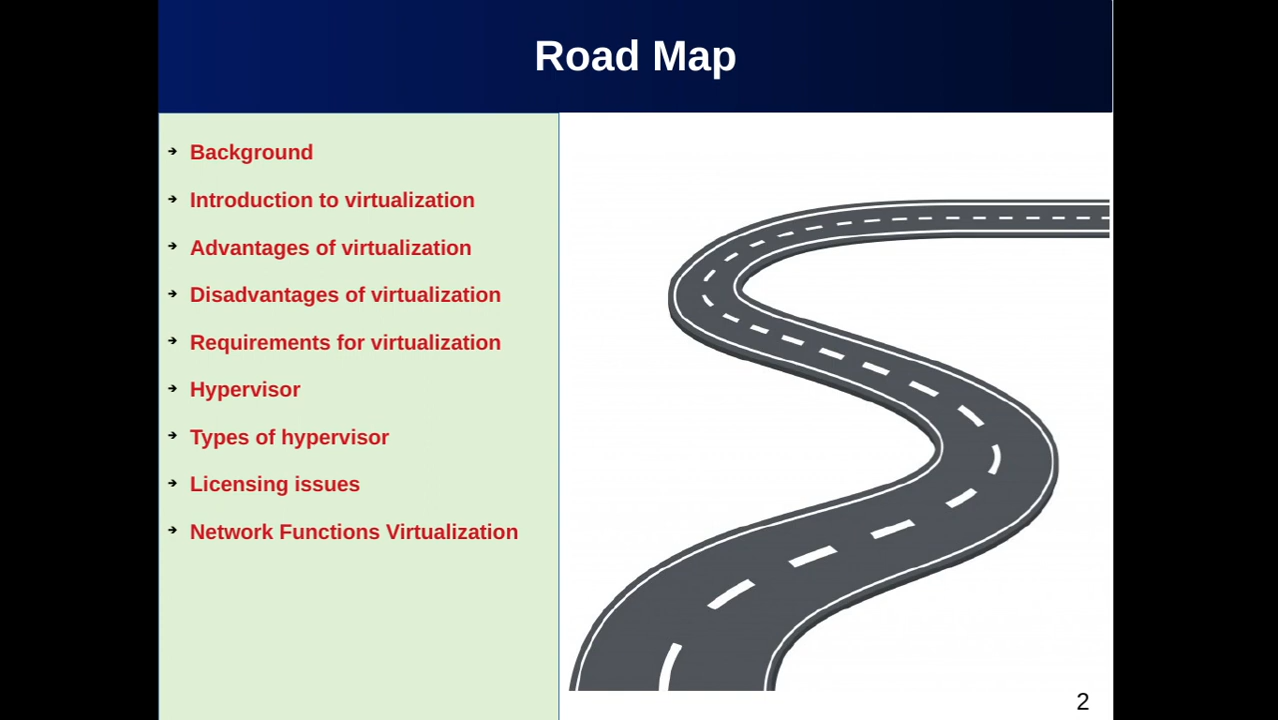 Road Map
Background
Introduction to virtualization
Advantages of virtualization
Disadvantages of virtualization
Requirements for virtualization
Hypervisor
Types of hypervisor
Licensing issues
Network Functions Virtualization
2